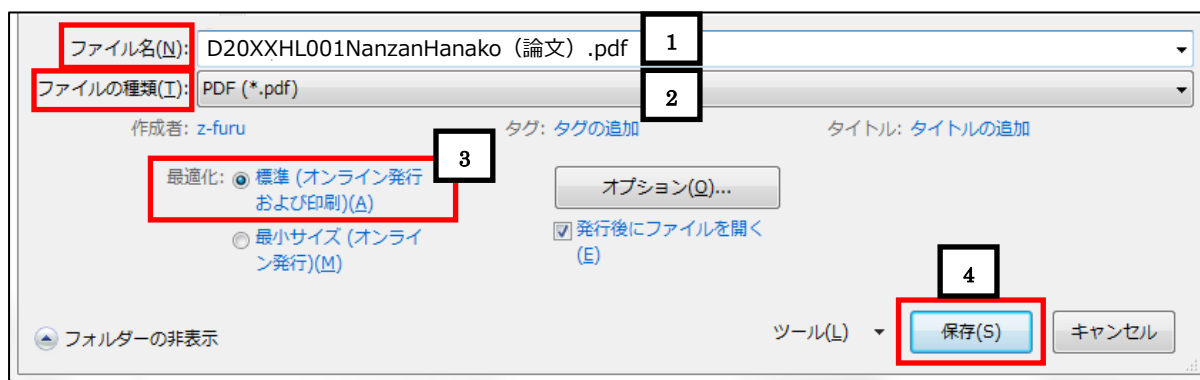 ファイル名(N): D20XXHL001NanzanHanako（論文）.pdf 1
ファイルの種類(T): PDF (*.pdf) 2
作成者: z-furu タグ: タグの追加 タイトル: タイトルの追加
3
最適化: 標準 (オンライン発行
および印刷)(A)
オプション(O)...
最小サイズ (オンライ
ン発行)(M)
発行後にファイルを開く
(E)
4
フォルダーの非表示 ツール(L) 保存(S) キャンセル